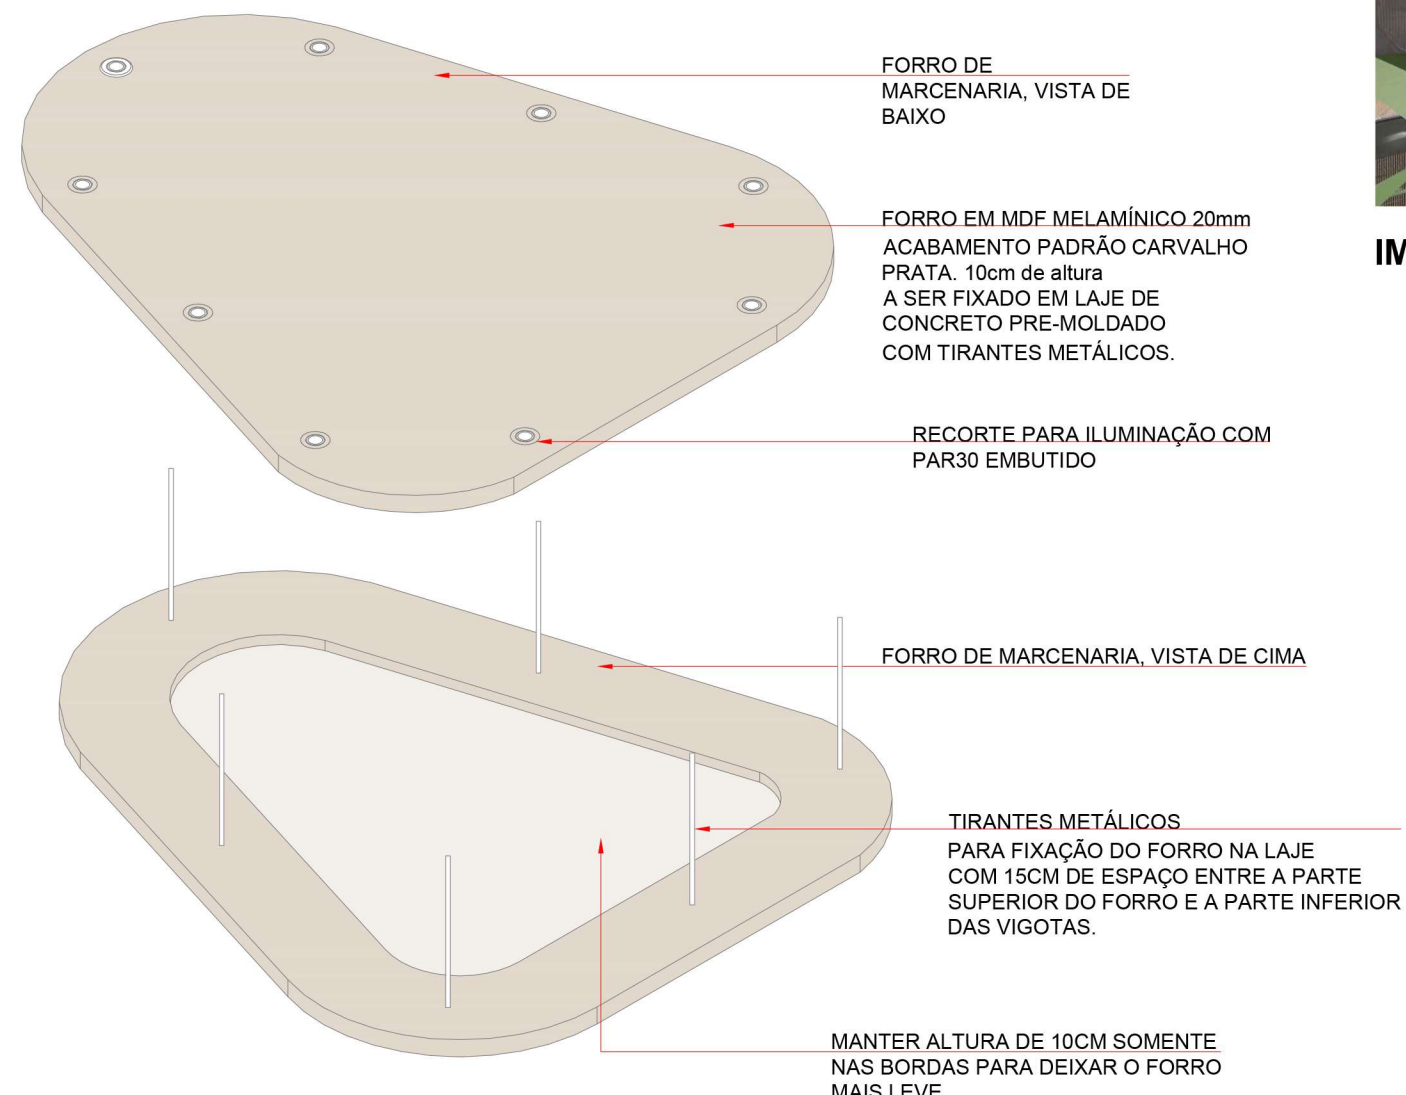 FORRO DE
MARCENARIA, VISTA DE
BAIXO
FORRO EM MDF MELAMÍNICO 20mm
ACABAMENTO PADRÃO CARVALHO
PRATA. 10cm de altura
A SER FIXADO EM LAJE DE
CONCRETO PRE-MOLDADO
COM TIRANTES METÁLICOS.
IM
RECORTE PARA ILUMINAÇÃO COM
PAR30 EMBUTIDO
FORRO DE MARCENARIA, VISTA DE CIMA
TIRANTES METÁLICOS
PARA FIXAÇÃO DO FORRO NA LAJE
COM 15CM DE ESPAÇO ENTRE A PARTE
SUPERIOR DO FORRO E A PARTE INFERIOR
DAS VIGOTAS.
MANTER ALTURA DE 10CM SOMENTE
NAS BORDAS PARA DEIXAR O FORRO
MAIS LEVE